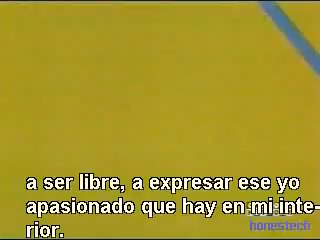 a ser libre, a expresar ese yo
apasionado que hay en mi inte-
rior.
honestech